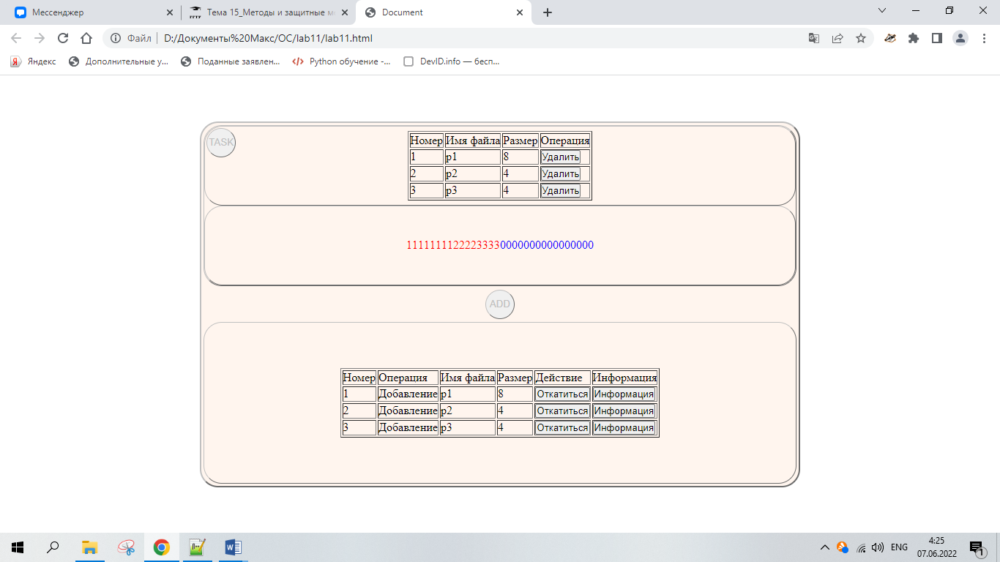 Мессенджер
Тема 15_Методы и защитные м
Document
Файл D:/Документы%20Макс/ОС/lab11/lab11.html
Яндекс Дополнительные у... Поданные заявлен... Python обучение -... DevID.info — бесп...
TASK
Номер Имя файла Размер Операция
1 p1 8 Удалить
2 p2 4 Удалить
3 p3 4 Удалить
11111111222233330000000000000000
ADD
Номер Операция Имя файла Размер Действие Информация
1 Добавление p1 8 Откатиться Информация
2 Добавление p2 4 Откатиться Информация
3 Добавление p3 4 Откатиться Информация
ENG
4:25
07.06.2022
1